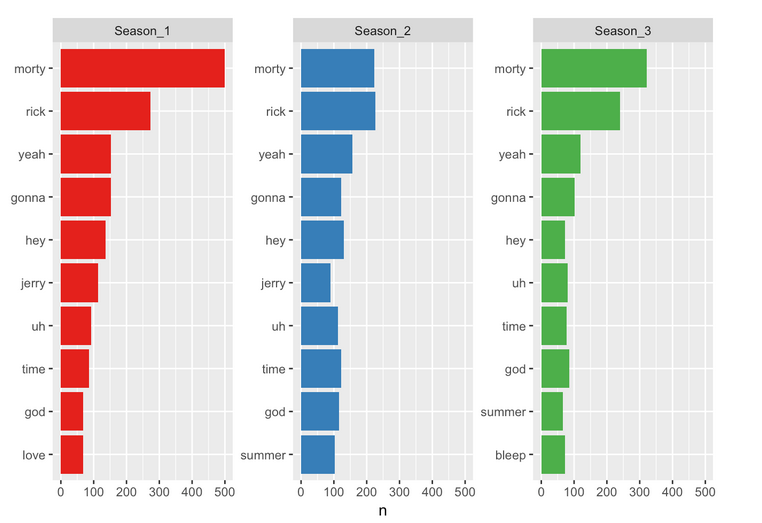 Season_1
Season_2
Season_3
morty
rick
yeah
gonna
hey
jerry
uh
time
god
love
morty
rick
yeah
gonna
hey
jerry
uh
time
god
summer
morty
rick
yeah
gonna
hey
uh
time
god
summer
bleep
0 100 200 300 400 500
0 100 200 300 400 500
0 100 200 300 400 500
n